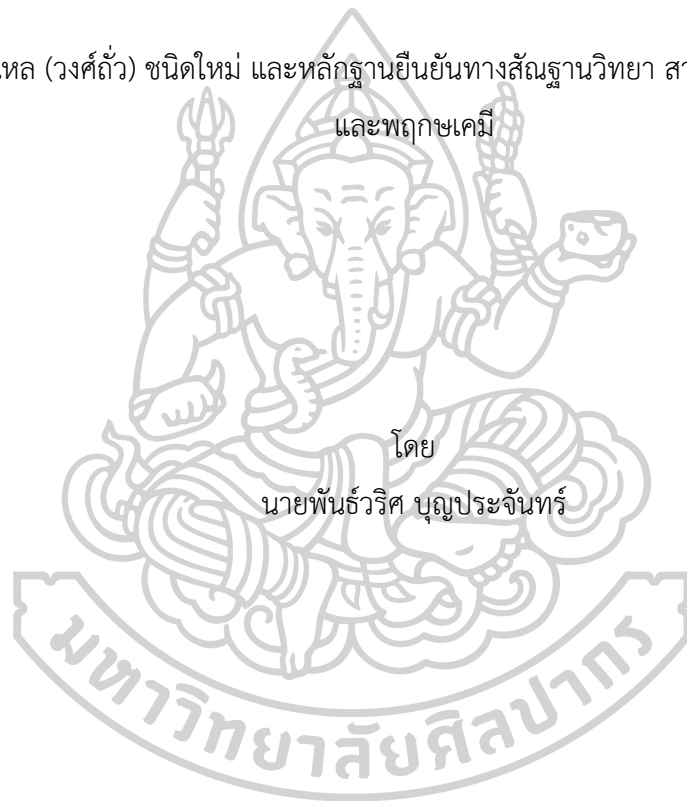 (วงศ์ถั่ว) ชนิดใหม่ และหลักฐานยืนยันทางสัณฐานวิทยา
และพฤกษเคมี
โดย
นายพันธ์วริศ บุญประจันทร์
มหาวิทยาลัยศิลปากร